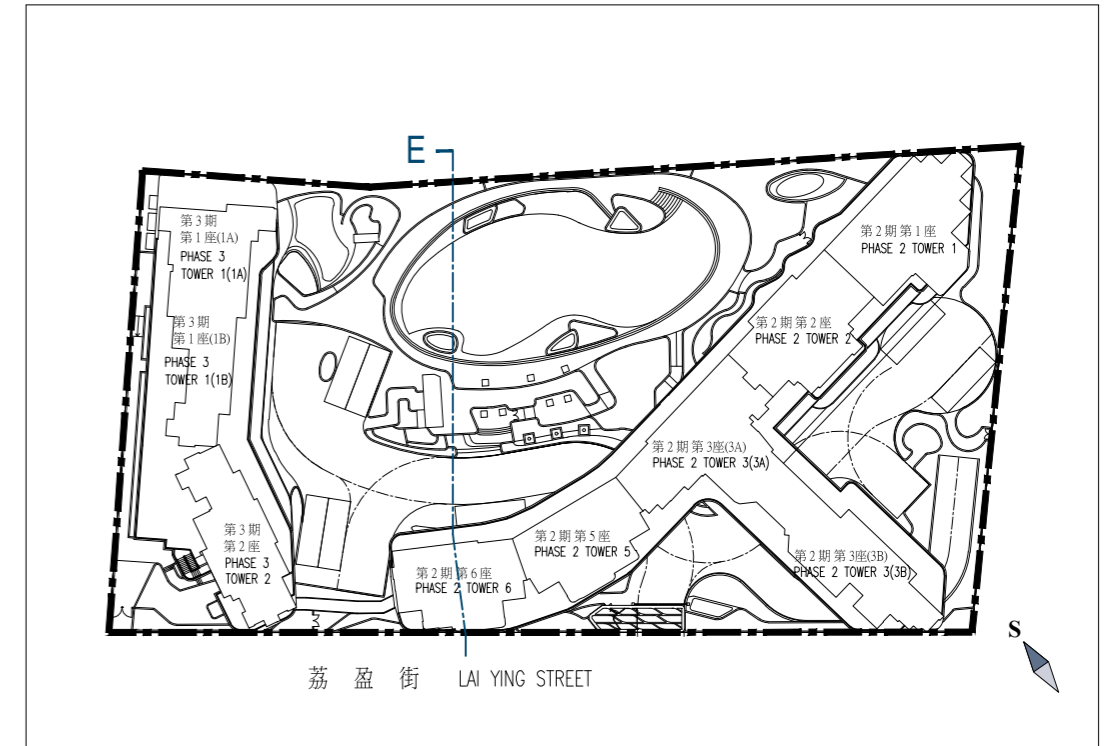 E
第3期
第1座(1A)
PHASE 3
TOWER 1(1A)
第3期
第1座(1B)
PHASE 3
TOWER 1(1B)
第3期
第2座
PHASE 3
TOWER 2
第2期第1座
PHASE 2 TOWER 1
第2期第2座
PHASE 2 TOWER 2
第2期第3座(3A)
PHASE 2 TOWER 3(3A)
第2期第5座
PHASE 2 TOWER 5
第2期第6座
PHASE 2 TOWER 6
第2期第3座(3B)
PHASE 2 TOWER 3(3B)
荔盈街 LAI YING STREET
S